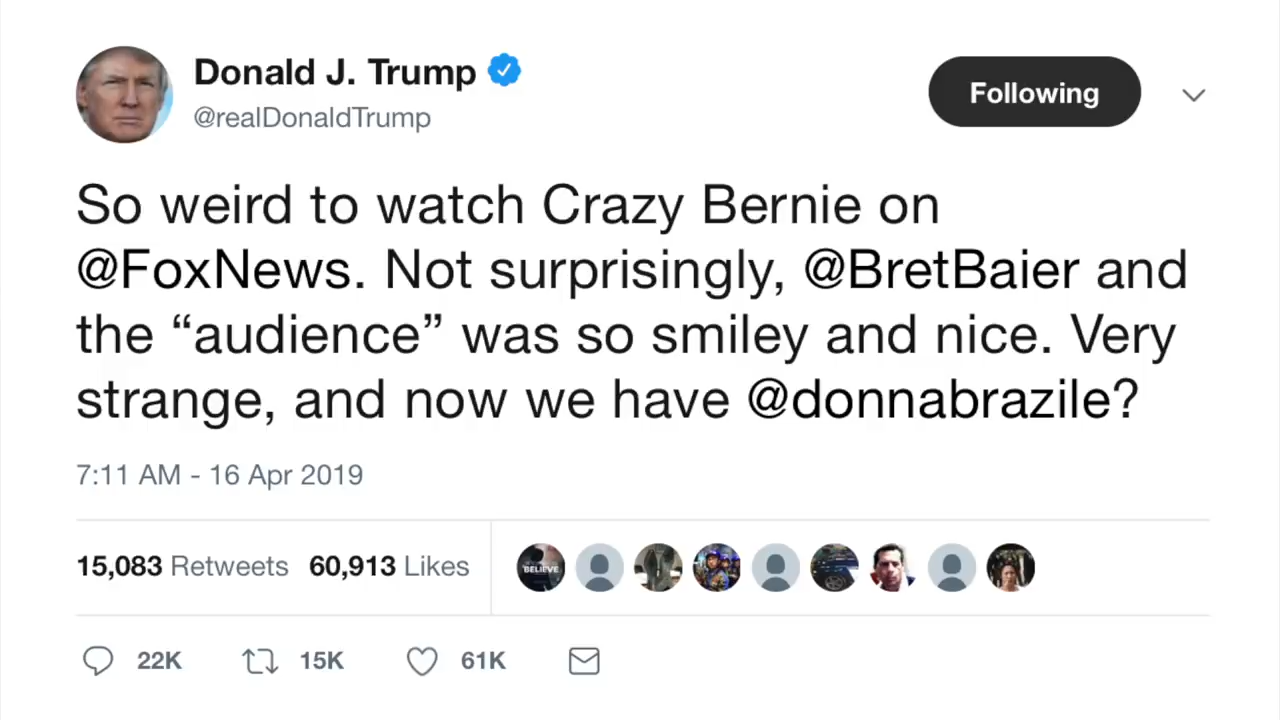 Donald J. Trump
@realDonaldTrump
Following
So weird to watch Crazy Bernie on
@FoxNews. Not surprisingly, @BretBaier and
the “audience” was so smiley and nice. Very
strange, and now we have @donnabrazile?
7:11 AM - 16 Apr 2019
15,083 Retweets 60,913 Likes
BELIEVE
22K 15K 61K